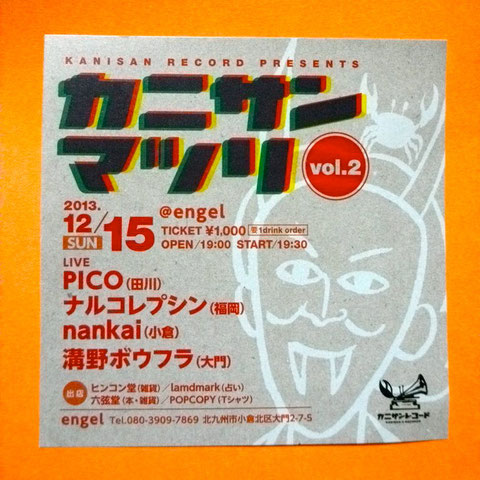 KANISAN RECORD PRESENTS
カニサン
マツリ
vol.2
2013.
12/15
SUN
@engel
TICKET ¥1,000 要1drink order
OPEN/19:00 START/19:30
LIVE
PICO(田川)
ナルコレプシン(福岡)
nankai(小倉)
溝野ボウフラ(大門)
出店
ヒンコン堂(雑貨)/lamdmark(占い)
六弦堂(本・雑貨)/POPCOPY(Tシャツ)
engel Tel.080-3909-7869 北九州市小倉北区大門2-7-5
カニサンレコード